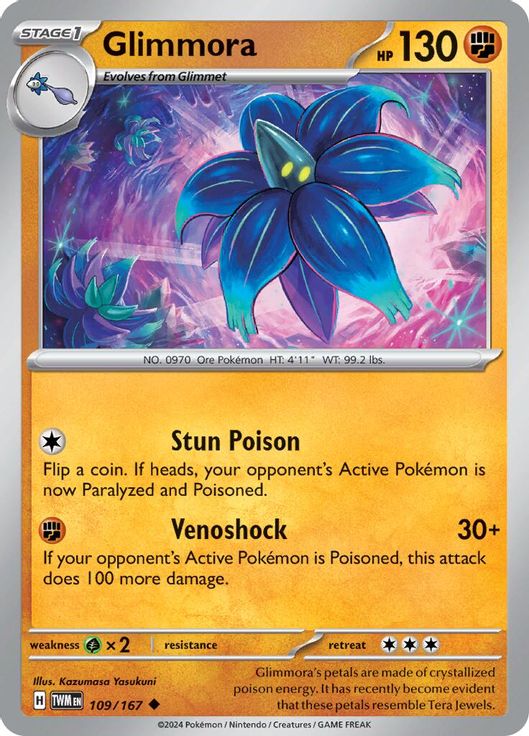 STAGE 1
Glimmora
HP 130
Evolves from Glimmet
NO. 0970 Ore Pokémon HT: 4'11" WT: 99.2 lbs.
Stun Poison
Flip a coin. If heads, your opponent's Active Pokémon is
now Paralyzed and Poisoned.
Venoshock 30+
If your opponent's Active Pokémon is Poisoned, this attack
does 100 more damage.
weakness × 2 resistance retreat
Illus. Kazumasa Yasukuni
H TWM EN 109/167
Glimmora's petals are made of crystallized
poison energy. It has recently become evident
that these petals resemble Tera Jewels.
©2024 Pokémon / Nintendo / Creatures / GAME FREAK